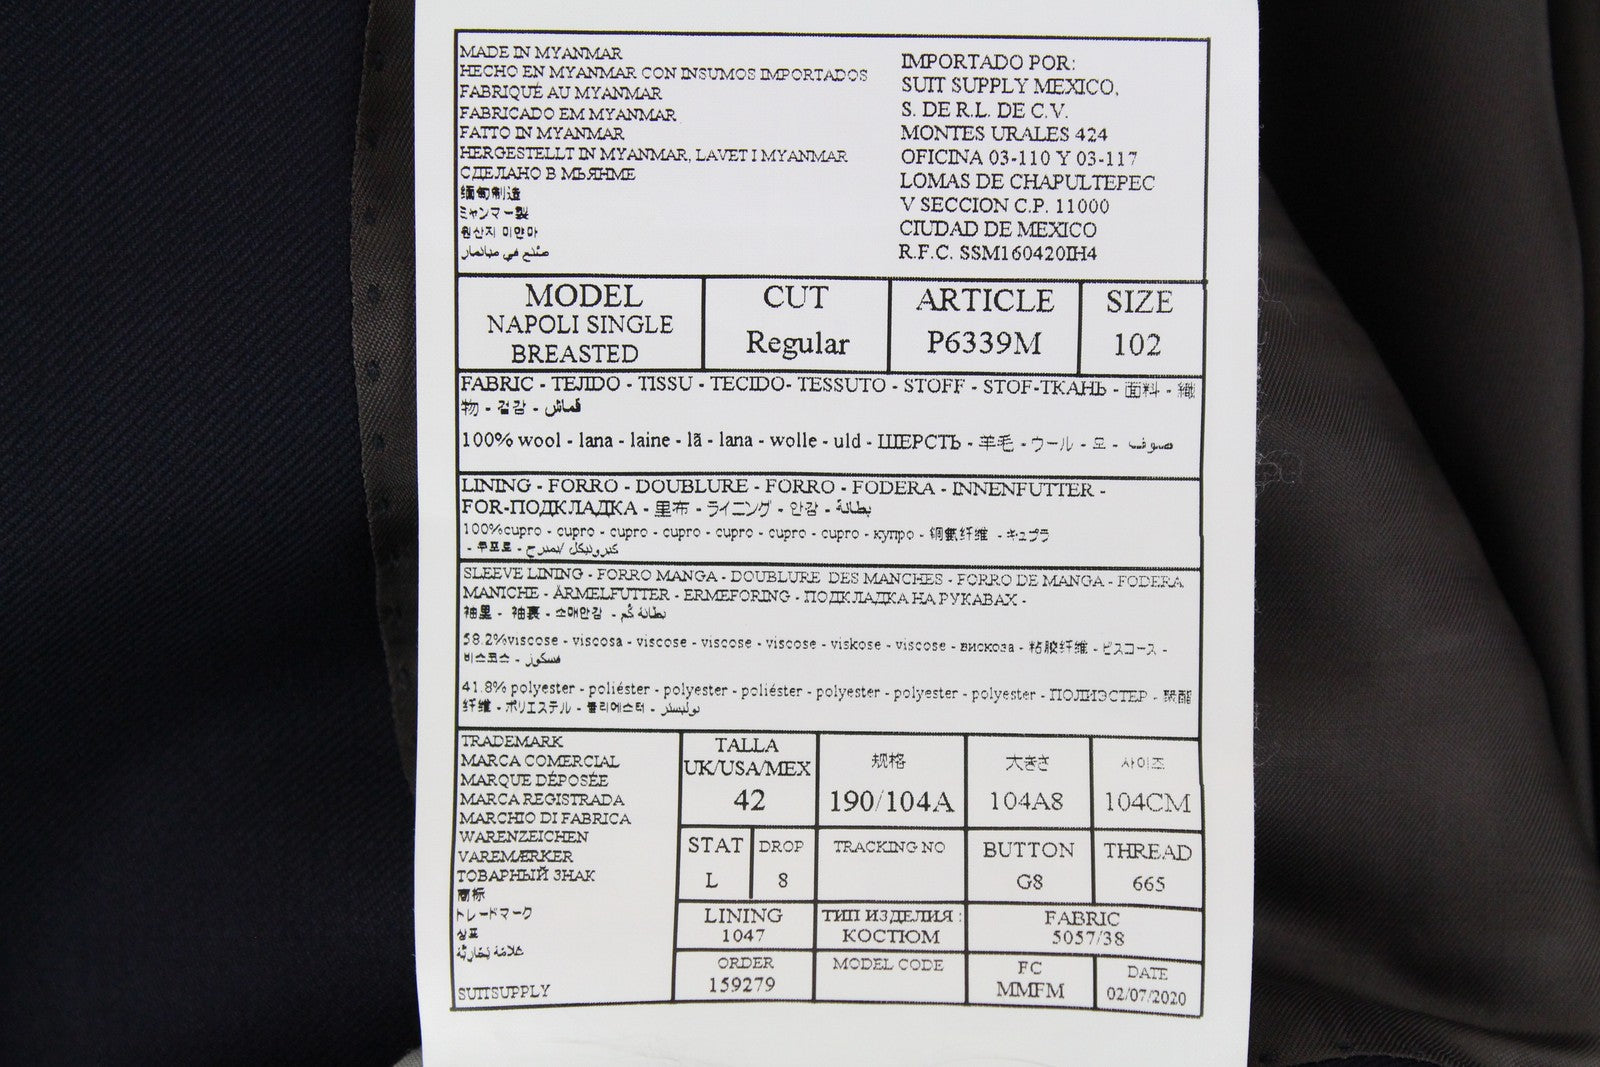 MADE IN MYANMAR
HECHO EN MYANMAR CON INSUMOS IMPORTADOS
FABRIQUÉ AU MYANMAR
FABRICADO EM MYANMAR
FATTO IN MYANMAR
HERGESTELLT IN MYANMAR, LAVET I MYANMAR
СДЕЛАНО В МЬЯНМЕ
缅甸制造
ミャンマー製
원산지 미얀마
صنع في ميانمار
IMPORTADO POR:
SUIT SUPPLY MEXICO,
S. DE R.L. DE C.V.
MONTES URALES 424
OFICINA 03-110 Y 03-117
LOMAS DE CHAPULTEPEC
V SECCION C.P. 11000
CIUDAD DE MEXICO
R.F.C. SSM160420IH4
MODEL
NAPOLI SINGLE
BREASTED
CUT
Regular
ARTICLE
P6339M
SIZE
102
FABRIC - TEJIDO - TISSU - TECIDO- TESSUTO - STOFF - STOF-ТКАНЬ - 面料 - 織
物 - 겉감 - قماش
100% wool - lana - laine - lã - lana - wolle - uld - ШЕРСТЬ - 羊毛 - ウール - 모 - صوف
LINING - FORRO - DOUBLURE - FORRO - FODERA - INNENFUTTER -
FOR-ПОДКЛАДКА - 里布 - ライニング - 안감 - بطانة
100%cupro - cupro - cupro - cupro - cupro - cupro - cupro - купро - 铜氨纤维 - キュプラ
- 큐프로 -
SLEEVE LINING - FORRO MANGA - DOUBLURE DES MANCHES - FORRO DE MANGA - FODERA
MANICHE - ÄRMELFUTTER - ERMEFORING - ПОДКЛАДКА НА РУКАВАХ -
袖里 - 袖裏 - 소매안감 - بطانة كم
58.2%viscose - viscosa - viscose - viscose - viscose - viskose - viscose - вискоза - 粘胶纤维 - ビスコース -
비스코스 - فسكوز
41.8% polyester - poliéster - polyester - poliéster - polyester - polyester - polyester - ПОЛИЭСТЕР - 聚酯
纤维 - ポリエステル - 폴리에스터 -
TRADEMARK
MARCA COMERCIAL
MARQUE DÉPOSÉE
MARCA REGISTRADA
MARCHIO DI FABRICA
WARENZEICHEN
VAREMÆRKER
ТОВАРНЫЙ ЗНАК
商标
トレードマーク
상표
علامة تجارية
SUITSUPPLY
TALLA
UK/USA/MEX
42
规格
190/104A
大きさ
104A8
사이즈
104CM
STAT
L
DROP
8
TRACKING NO
BUTTON
G8
THREAD
665
LINING
1047
ТИП ИЗДЕЛИЯ :
КОСТЮМ
FABRIC
5057/38
ORDER
159279
MODEL CODE
FC
MMFM
DATE
02/07/2020